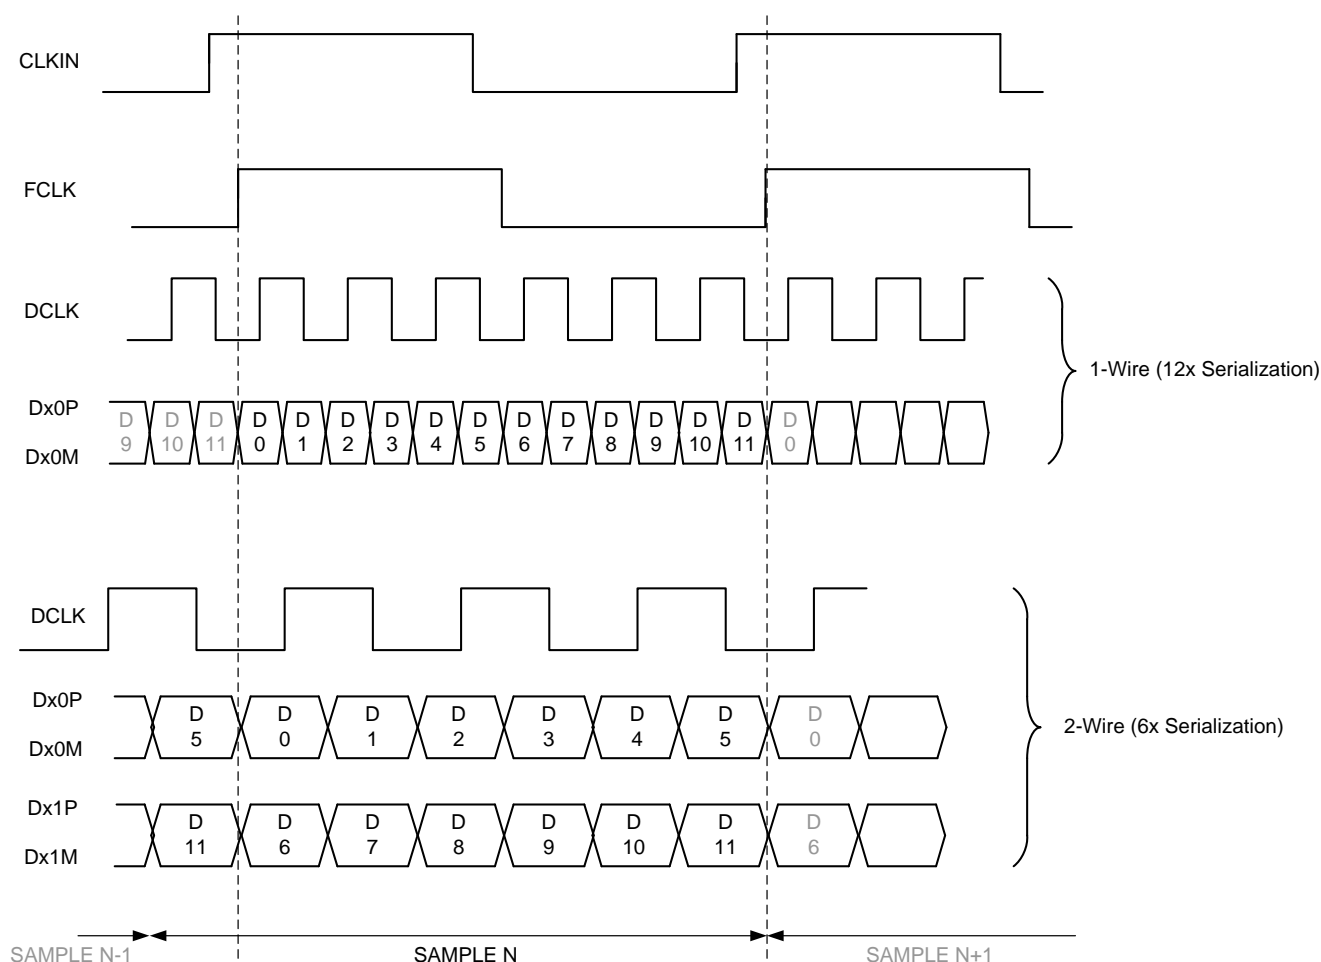 CLKIN
FCLK
DCLK
1-Wire (12x Serialization)
Dx0P
Dx0M
D D D D D D D D D D D D D D D D
9 10 11 0 1 2 3 4 5 6 7 8 9 10 11 0
DCLK
Dx0P
Dx0M
D D D D D D D D
5 0 1 2 3 4 5 0
2-Wire (6x Serialization)
Dx1P
Dx1M
D D D D D D D D
11 6 7 8 9 10 11 6
SAMPLE N-1 SAMPLE N SAMPLE N+1